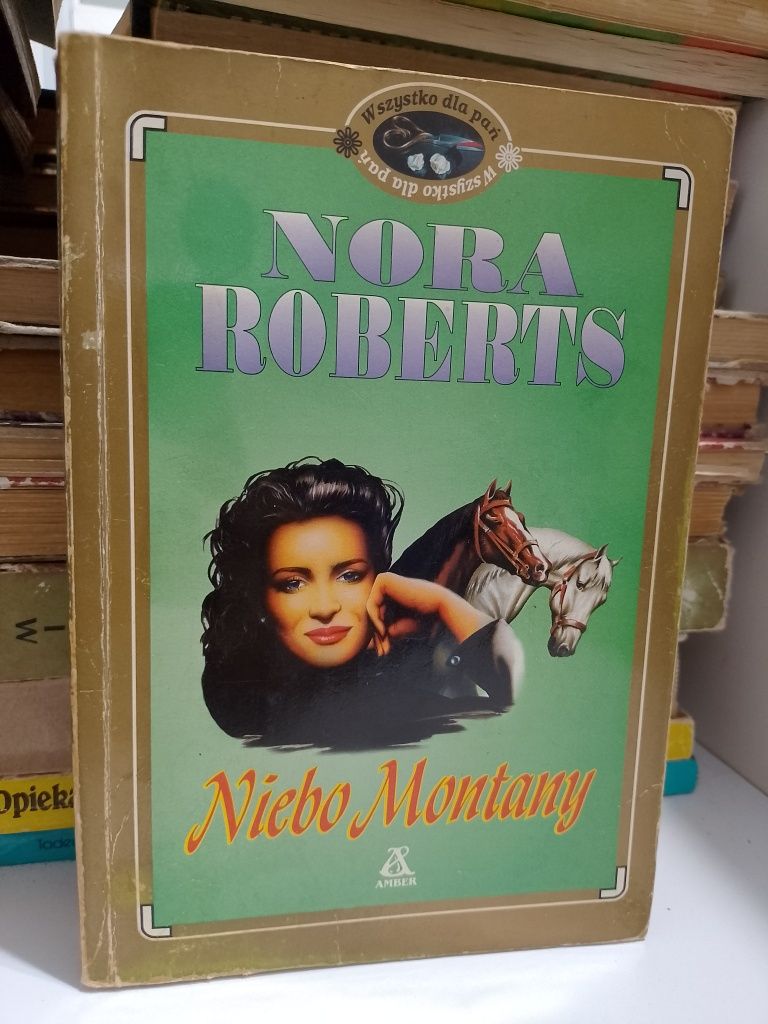 Wszystko dla pań
Wszystko dla pań
NORA
ROBERTS
Niebo Montany
AMBER
Opieka